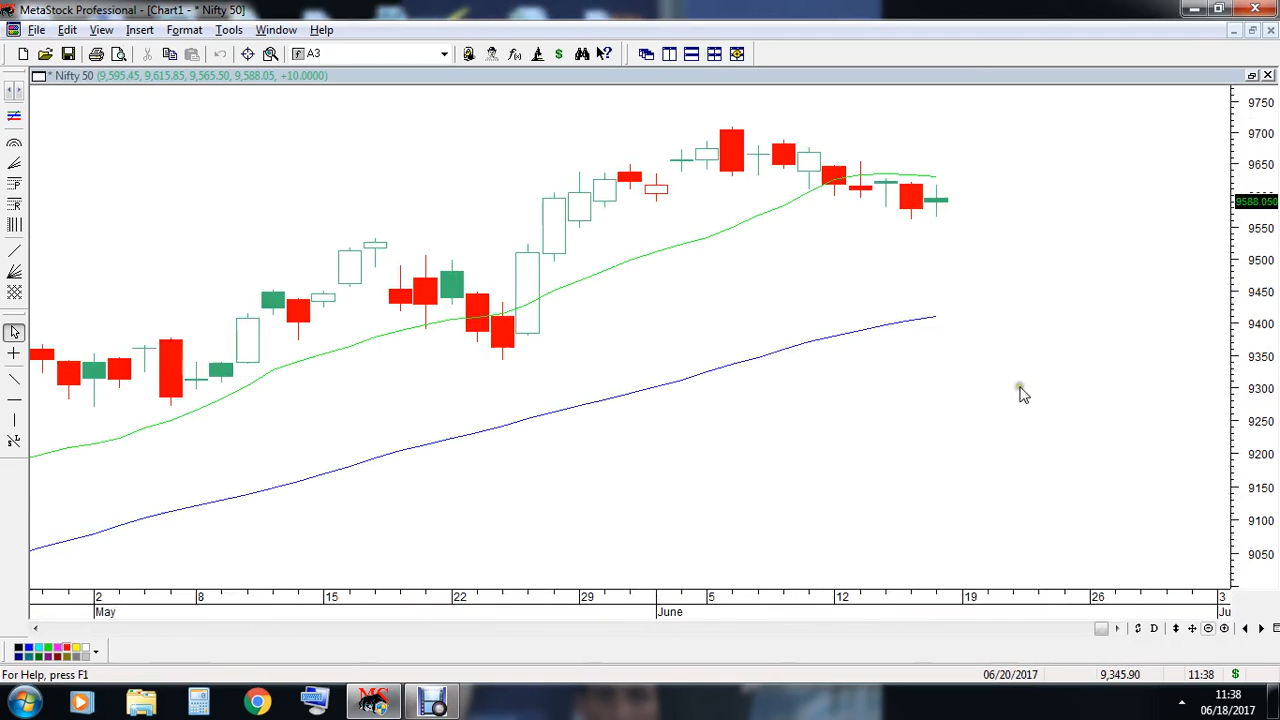 MetaStock Professional - [Chart1 - * Nifty 50]
File Edit View Insert Format Tools Window Help
A3
* Nifty 50 (9,595.45, 9,615.85, 9,565.50, 9,588.05, +10.0000)
9750
9700
9650
9588.050
9550
9500
9450
9400
9350
9300
9250
9200
9150
9100
9050
2 8 15 22 29 5 12 19 26 3
May June Ju
D
For Help, press F1 06/20/2017 9,345.90 11:38 $
MS 11:38
06/18/2017